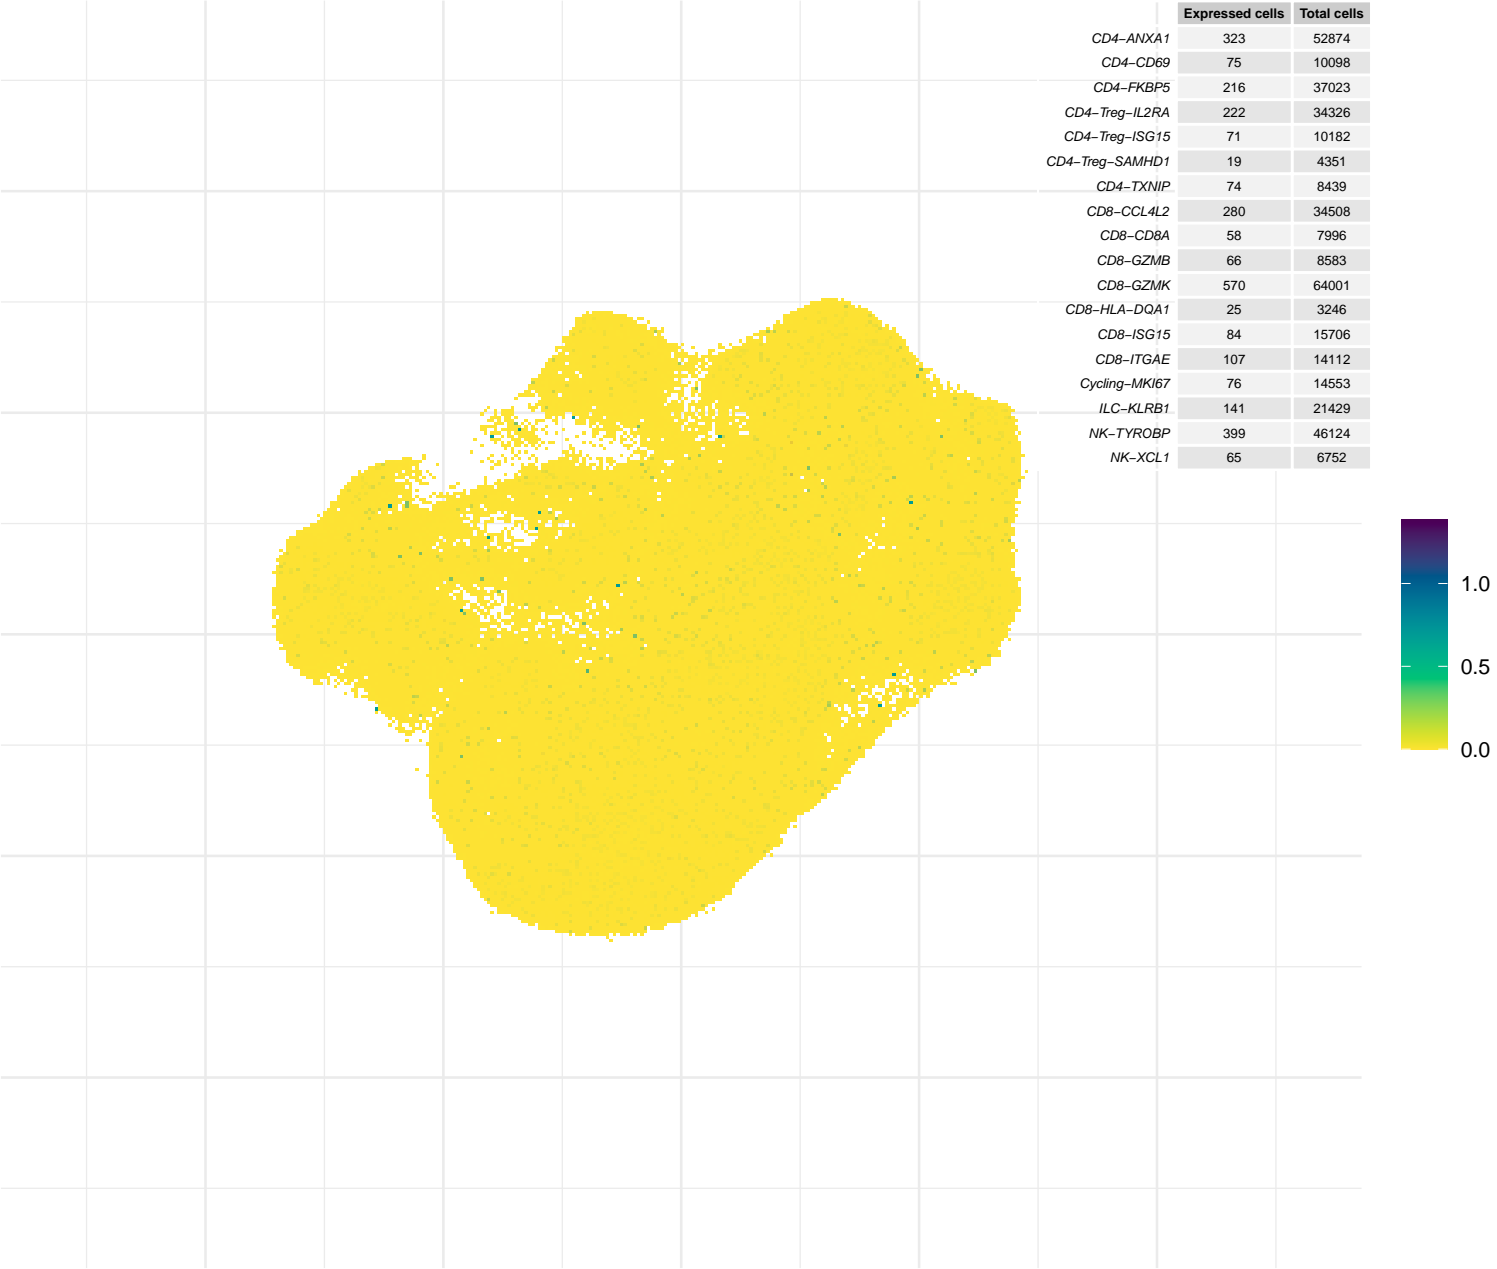 Expressed cells Total cells
CD4−ANXA1 323 52874
CD4−CD69 75 10098
CD4−FKBP5 216 37023
CD4−Treg−IL2RA 222 34326
CD4−Treg−ISG15 71 10182
CD4−Treg−SAMHD1 19 4351
CD4−TXNIP 74 8439
CD8−CCL4L2 280 34508
CD8−CD8A 58 7996
CD8−GZMB 66 8583
CD8−GZMK 570 64001
CD8−HLA−DQA1 25 3246
CD8−ISG15 84 15706
CD8−ITGAE 107 14112
Cycling−MKI67 76 14553
ILC−KLRB1 141 21429
NK−TYROBP 399 46124
NK−XCL1 65 6752
1.0
0.5
0.0